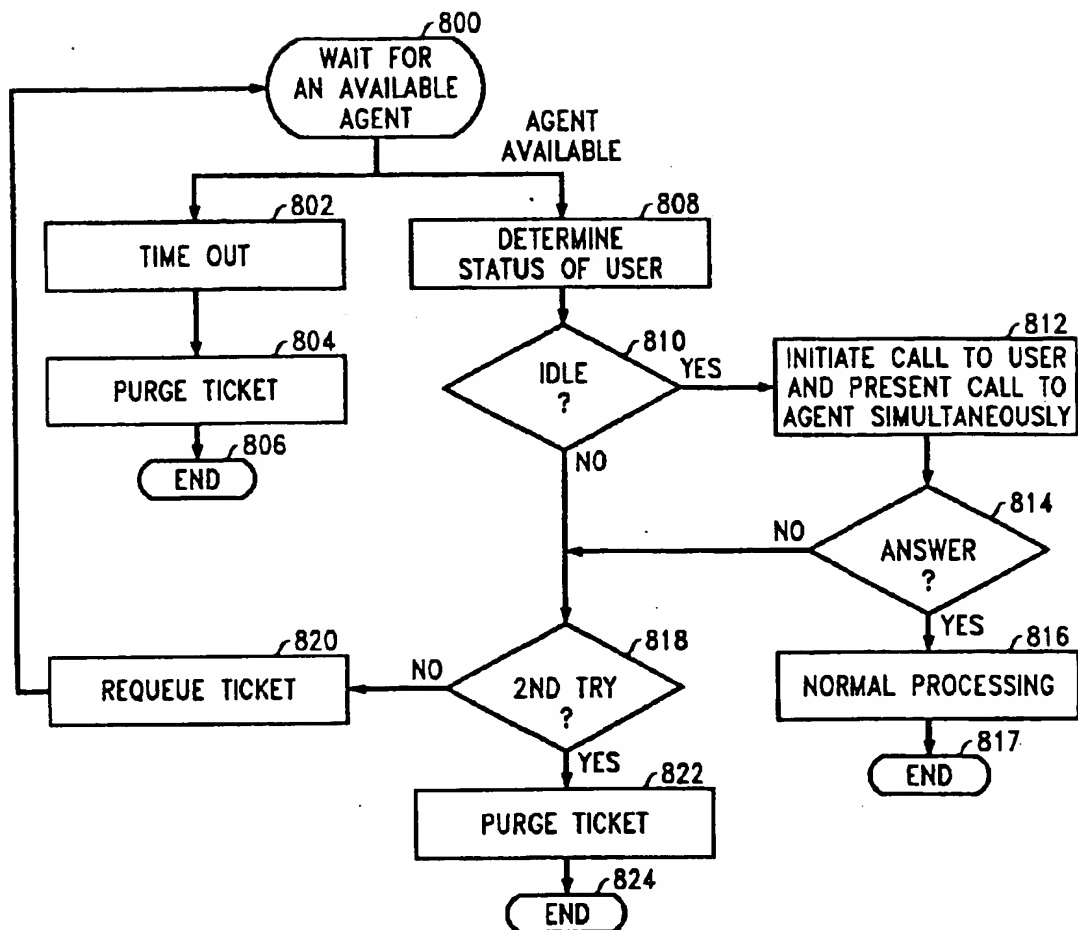 800
WAIT FOR
AN AVAILABLE
AGENT
AGENT
AVAILABLE
802
TIME OUT
808
DETERMINE
STATUS OF USER
804
PURGE TICKET
806
END
810
IDLE
?
YES
NO
812
INITIATE CALL TO USER
AND PRESENT CALL TO
AGENT SIMULTANEOUSLY
814
ANSWER
?
NO
YES
816
NORMAL PROCESSING
817
END
818
2ND TRY
?
NO
YES
820
REQUEUE TICKET
822
PURGE TICKET
824
END